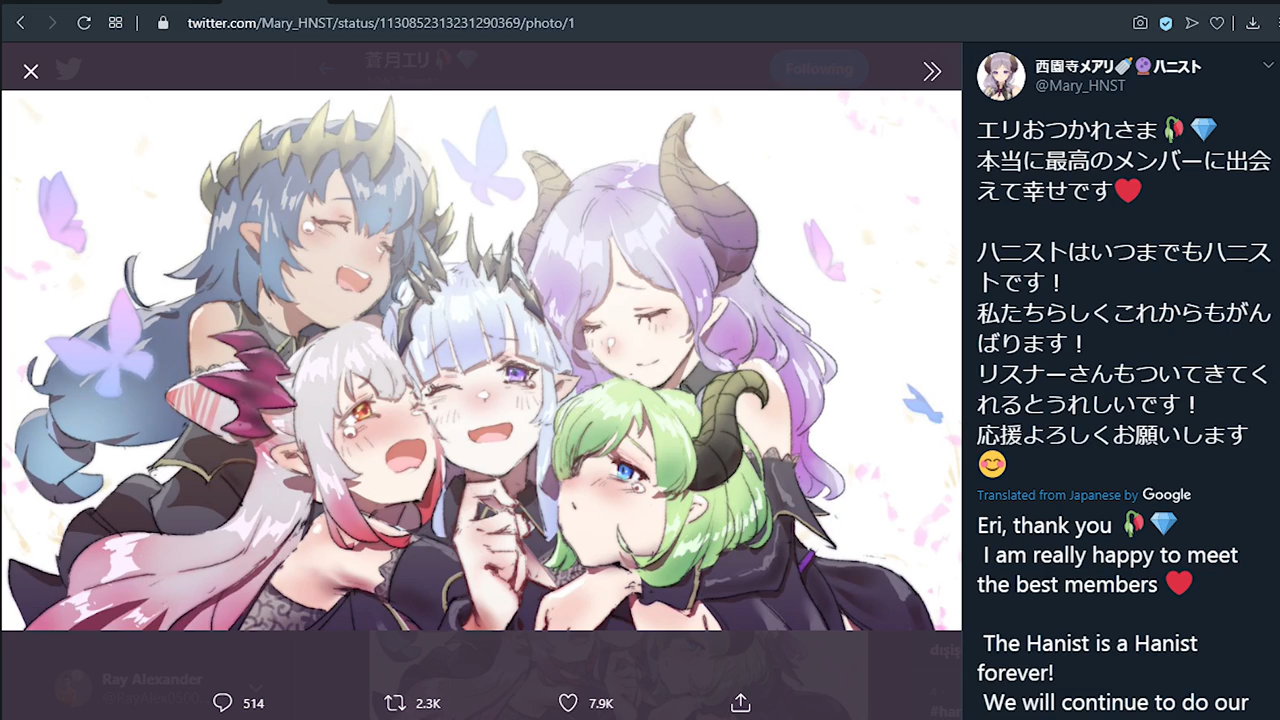 twitter.com/Mary_HNST/status/1130852313231290369/photo/1
蒼月エリ🥀💎
Following
西園寺メアリ🍼🔮ハニスト
@Mary_HNST
エリおつかれさま🥀💎
本当に最高のメンバーに出会
えて幸せです❤️
ハニストはいつまでもハニス
トです！
私たちらしくこれからもがん
ばります！
リスナーさんもついてきてく
れるとうれしいです！
応援よろしくお願いします
😊
Translated from Japanese by Google
Eri, thank you 🥀💎
I am really happy to meet
the best members ❤️
The Hanist is a Hanist
forever!
We will continue to do our
Ray Alexander
514
2.3K
7.9K